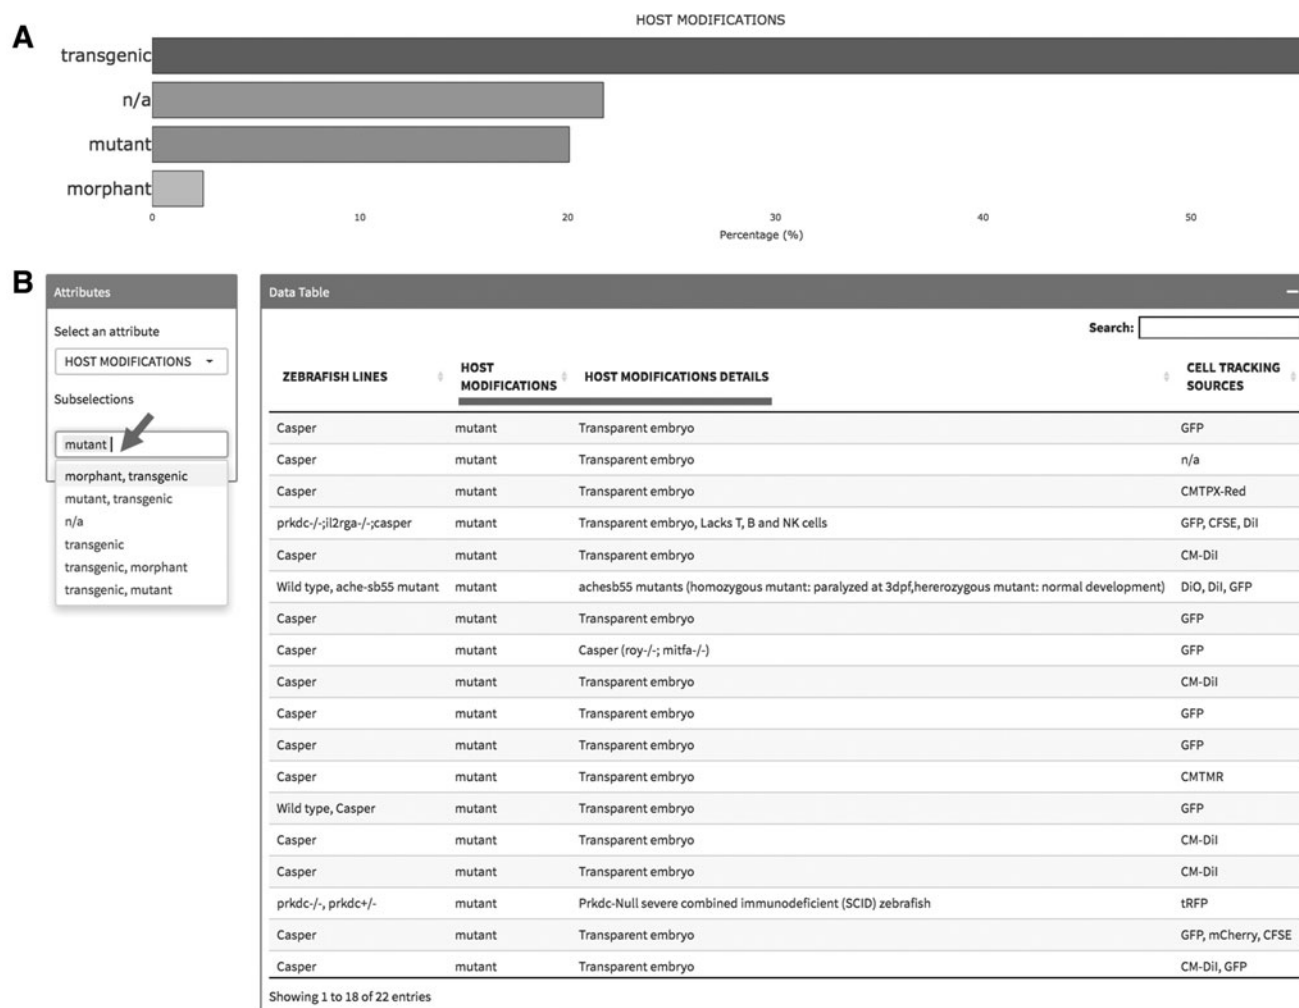 A
HOST MODIFICATIONS
transgenic
n/a
mutant
morphant
0 10 20 30 40 50
Percentage (%)
B
Attributes
Select an attribute
HOST MODIFICATIONS
Subselections
mutant
morphant, transgenic
mutant, transgenic
n/a
transgenic
transgenic, morphant
transgenic, mutant
Data Table
Search:
ZEBRAFISH LINES HOST MODIFICATIONS HOST MODIFICATIONS DETAILS CELL TRACKING SOURCES
Casper mutant Transparent embryo GFP
Casper mutant Transparent embryo n/a
Casper mutant Transparent embryo CMTPX-Red
prkdc-/-;il2rga-/-;casper mutant Transparent embryo, Lacks T, B and NK cells GFP, CFSE, DiI
Casper mutant Transparent embryo CM-DiI
Wild type, ache-sb55 mutant mutant achesb55 mutants (homozygous mutant: paralyzed at 3dpf,hererozygous mutant: normal development) DiO, DiI, GFP
Casper mutant Transparent embryo GFP
Casper mutant Casper (roy-/-; mitfa-/-) GFP
Casper mutant Transparent embryo CM-DiI
Casper mutant Transparent embryo GFP
Casper mutant Transparent embryo GFP
Casper mutant Transparent embryo CMTMR
Wild type, Casper mutant Transparent embryo GFP
Casper mutant Transparent embryo CM-DiI
Casper mutant Transparent embryo CM-DiI
prkdc-/-, prkdc+/- mutant Prkdc-Null severe combined immunodeficient (SCID) zebrafish tRFP
Casper mutant Transparent embryo GFP, mCherry, CFSE
Casper mutant Transparent embryo CM-DiI, GFP
Showing 1 to 18 of 22 entries